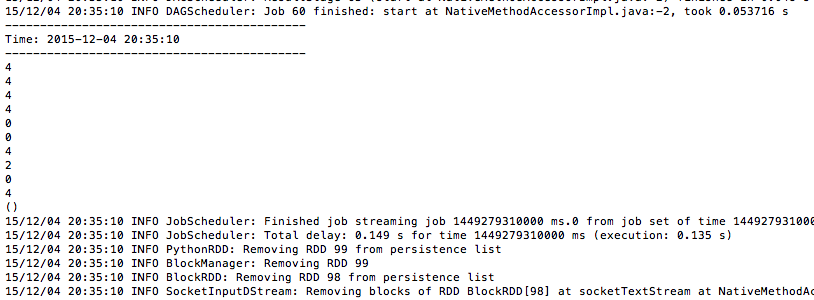 15/12/04 20:35:10 INFO DAGScheduler: Job 60 finished: start at NativeMethodAccessorImpl.java:-2, took 0.053716 s
-------------------------------------------
Time: 2015-12-04 20:35:10
-------------------------------------------
4
4
4
4
0
0
4
2
0
4
()
15/12/04 20:35:10 INFO JobScheduler: Finished job streaming job 1449279310000 ms.0 from job set of time 1449279310000
15/12/04 20:35:10 INFO JobScheduler: Total delay: 0.149 s for time 1449279310000 ms (execution: 0.135 s)
15/12/04 20:35:10 INFO PythonRDD: Removing RDD 99 from persistence list
15/12/04 20:35:10 INFO BlockManager: Removing RDD 99
15/12/04 20:35:10 INFO BlockRDD: Removing RDD 98 from persistence list
15/12/04 20:35:10 INFO SocketInputDStream: Removing blocks of RDD BlockRDD[98] at socketTextStream at NativeMethodAc